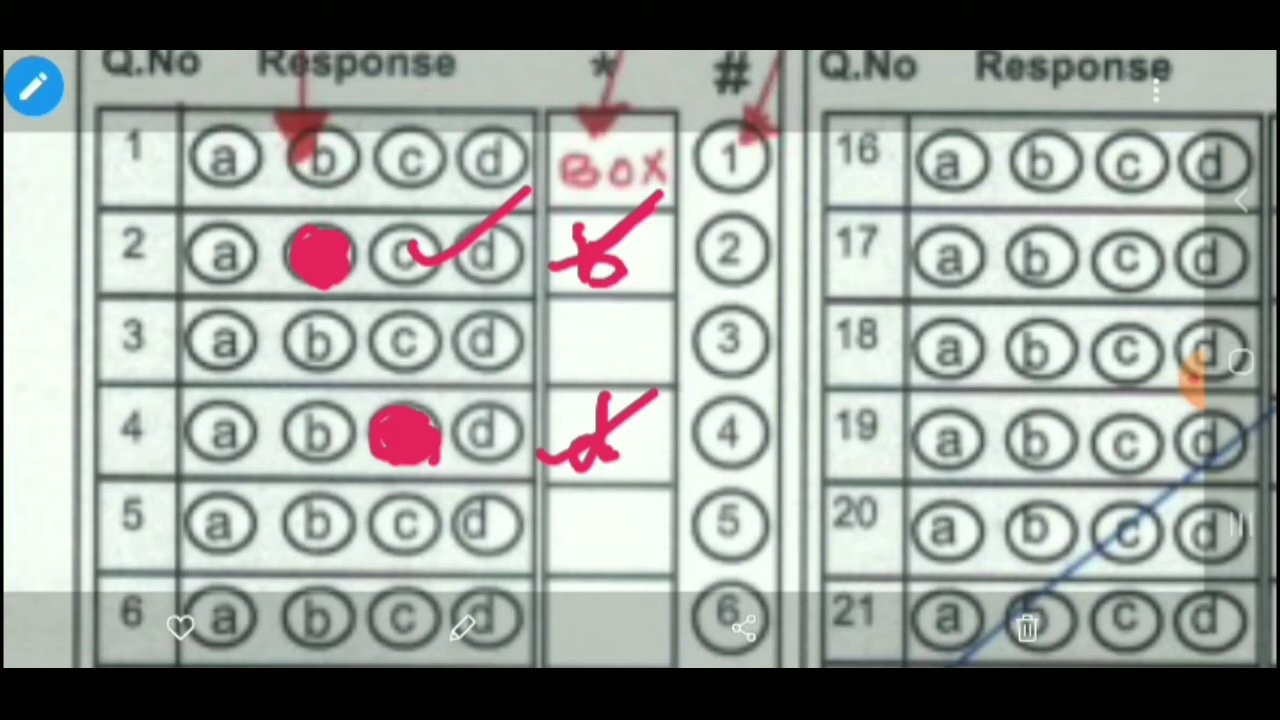 Q.No Response * # Q.No Response
1 a b c d BOX 1 16 a b c d
2 a c d b 2 17 a b c d
3 a b c d 3 18 a b c d
4 a b d d 4 19 a b c d
5 a b c d 5 20 a b c d
6 a b c d 6 21 a b c d